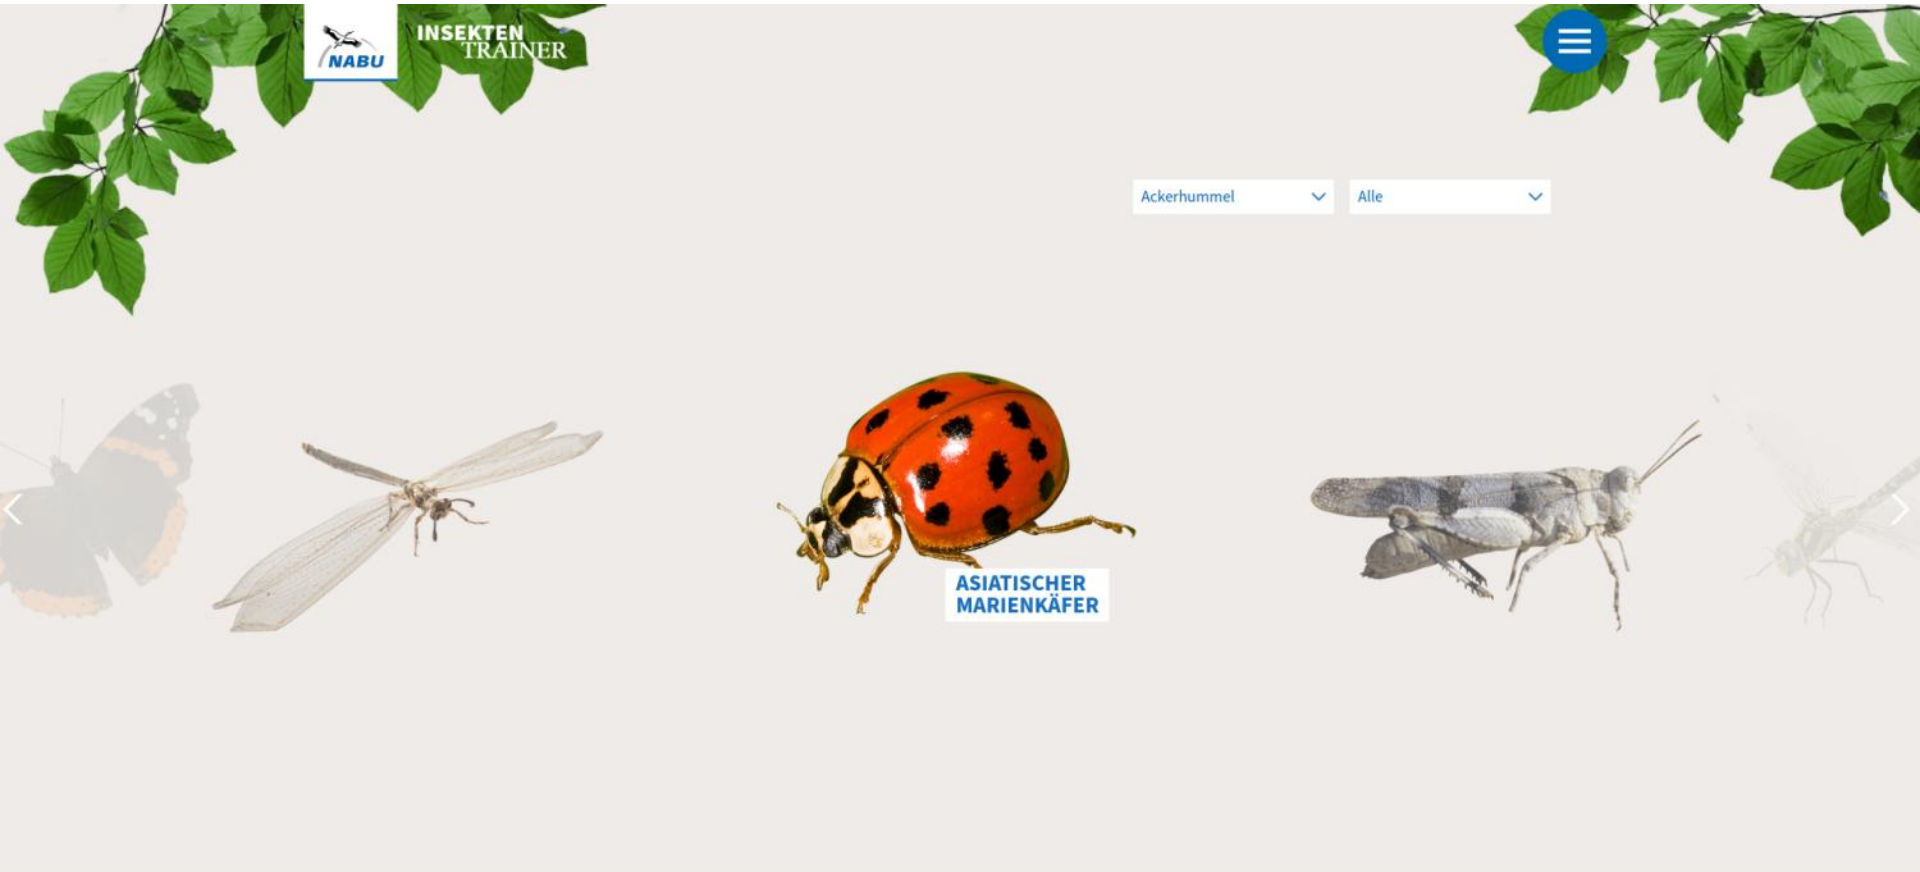 NABU
INSEKTEN
TRAINER
Ackerhummel
Alle
ASIATISCHER
MARIENKÄFER